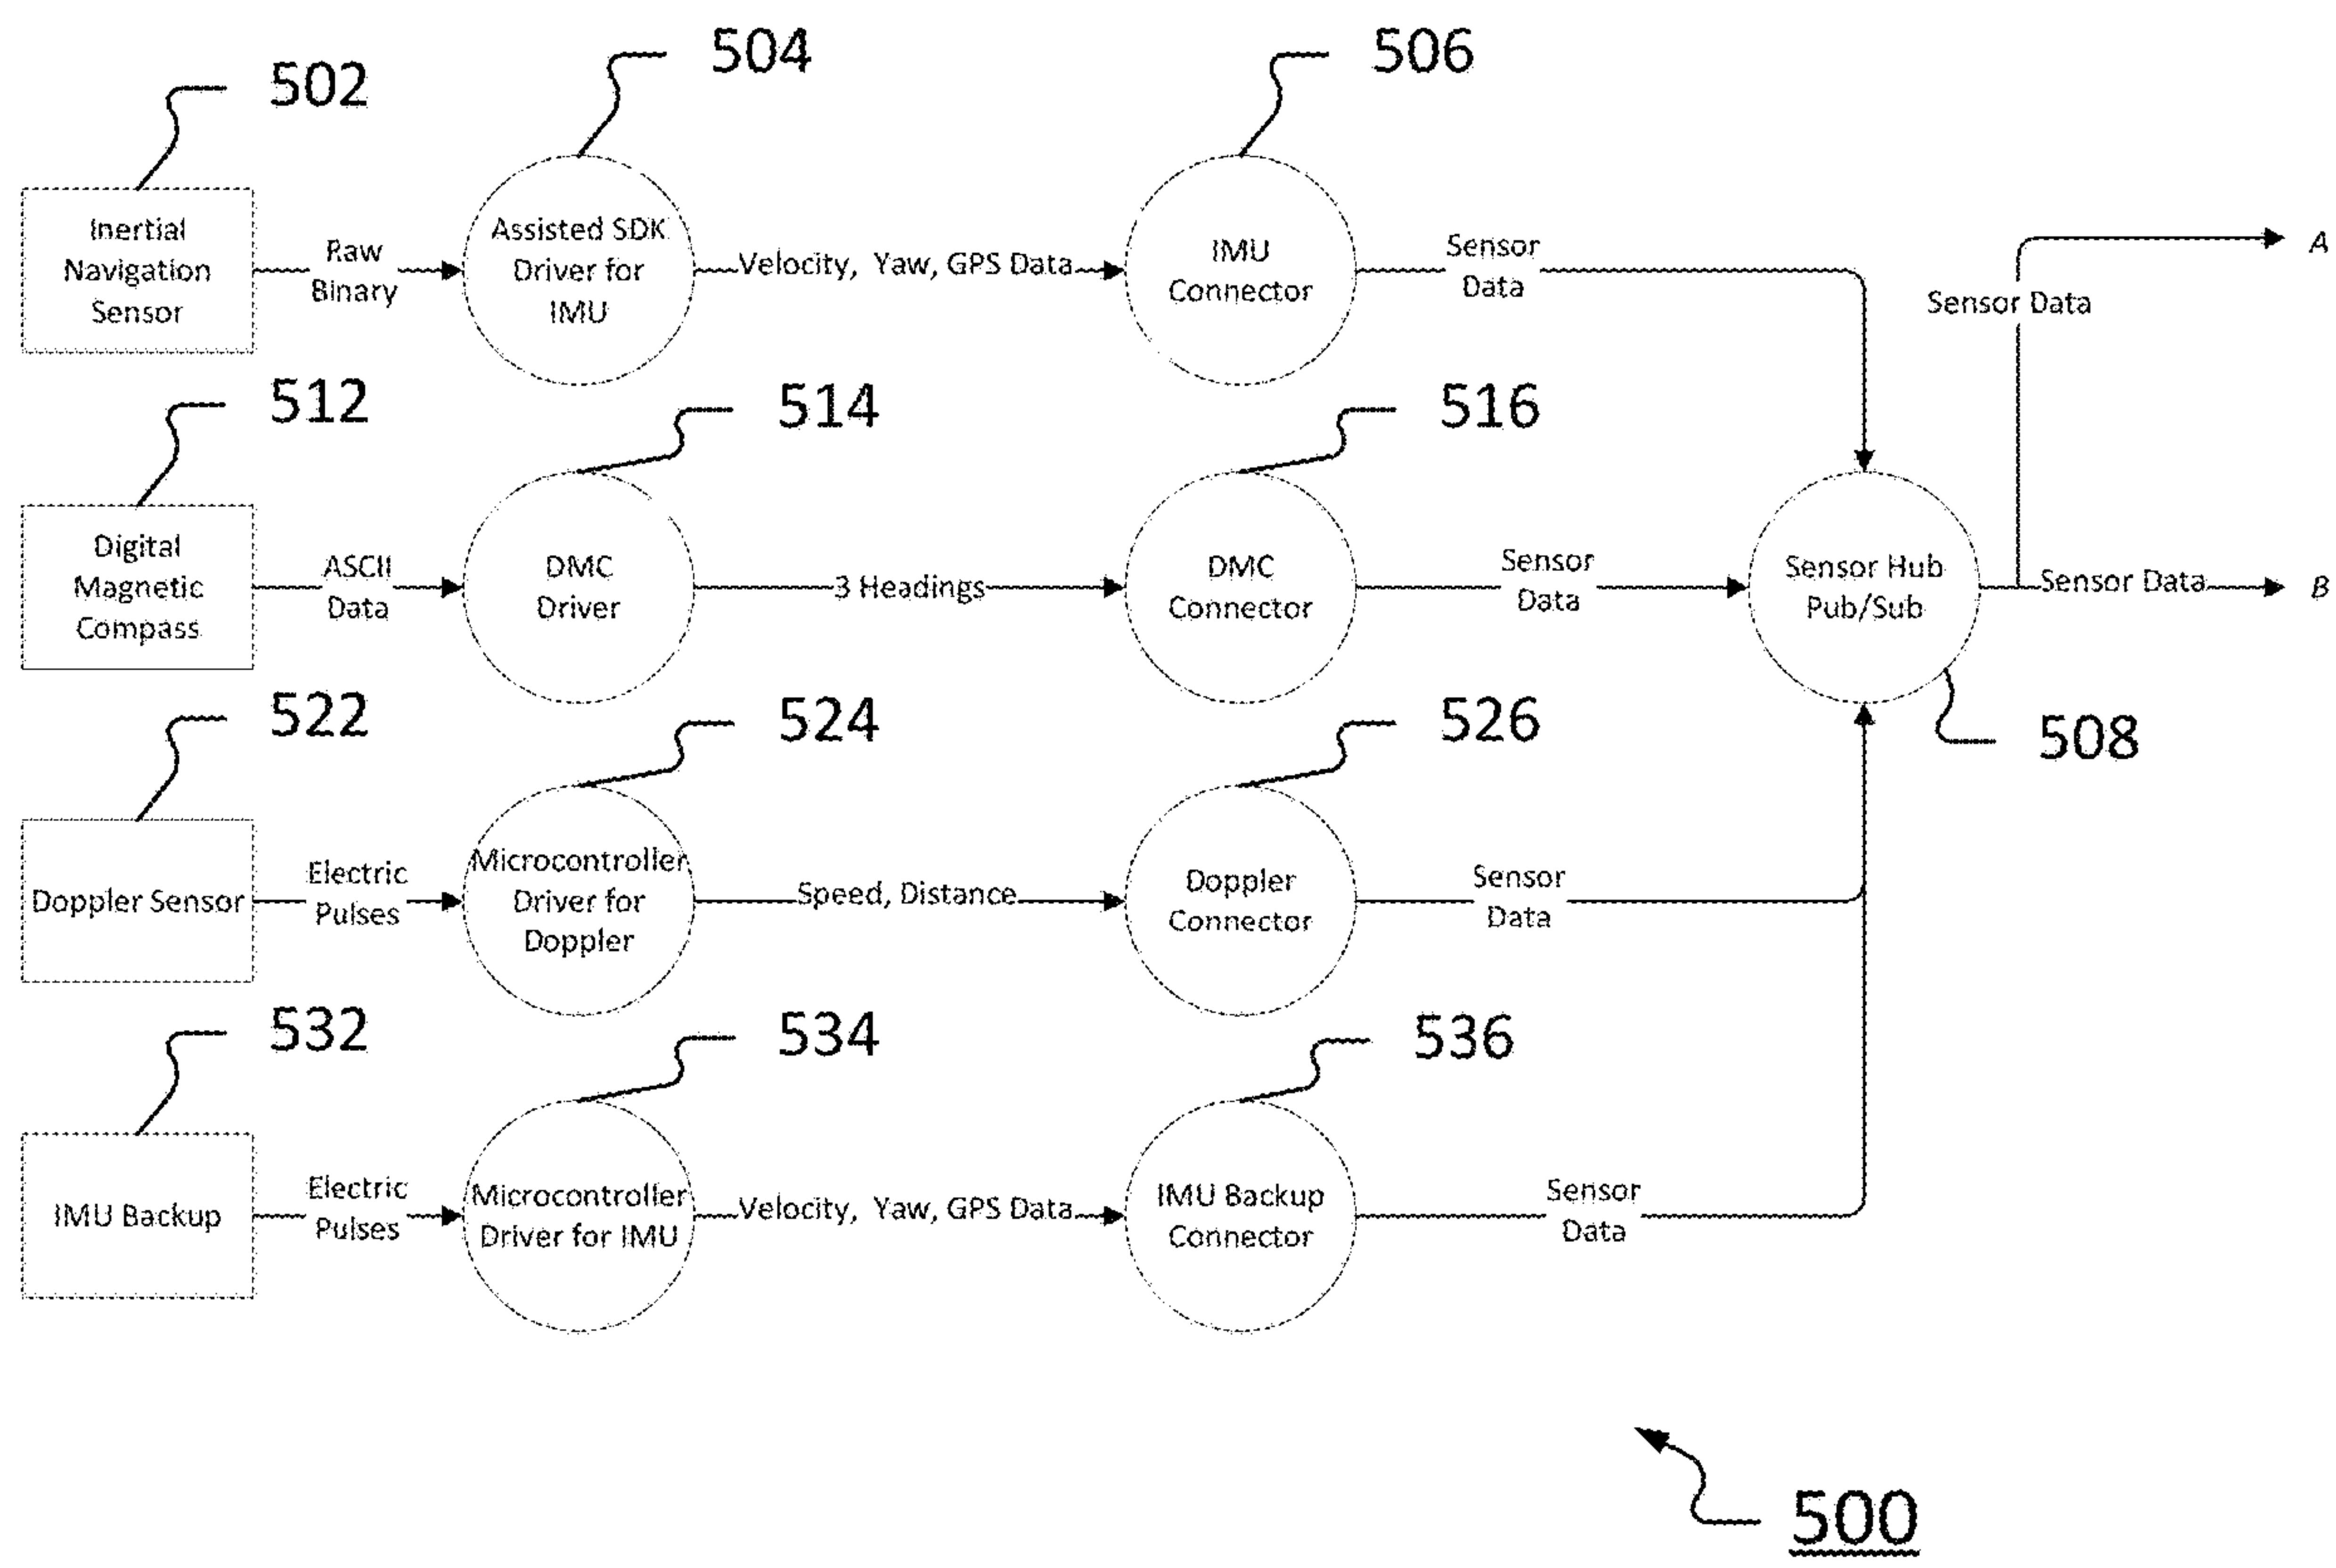 502
504
506
Inertial
Navigation
Sensor
Raw
Binary
Assisted SDK
Driver for
IMU
Velocity, Yaw, GPS Data
IMU
Connector
Sensor
Data
Sensor Data
A
512
514
516
Digital
Magnetic
Compass
ASCII
Data
DMC
Driver
3 Headings
DMC
Connector
Sensor
Data
Sensor Hub
Pub/Sub
Sensor Data
B
508
522
524
526
Doppler Sensor
Electric
Pulses
Microcontroller
Driver for
Doppler
Speed, Distance
Doppler
Connector
Sensor
Data
532
534
536
IMU Backup
Electric
Pulses
Microcontroller
Driver for IMU
Velocity, Yaw, GPS Data
IMU Backup
Connector
Sensor
Data
500